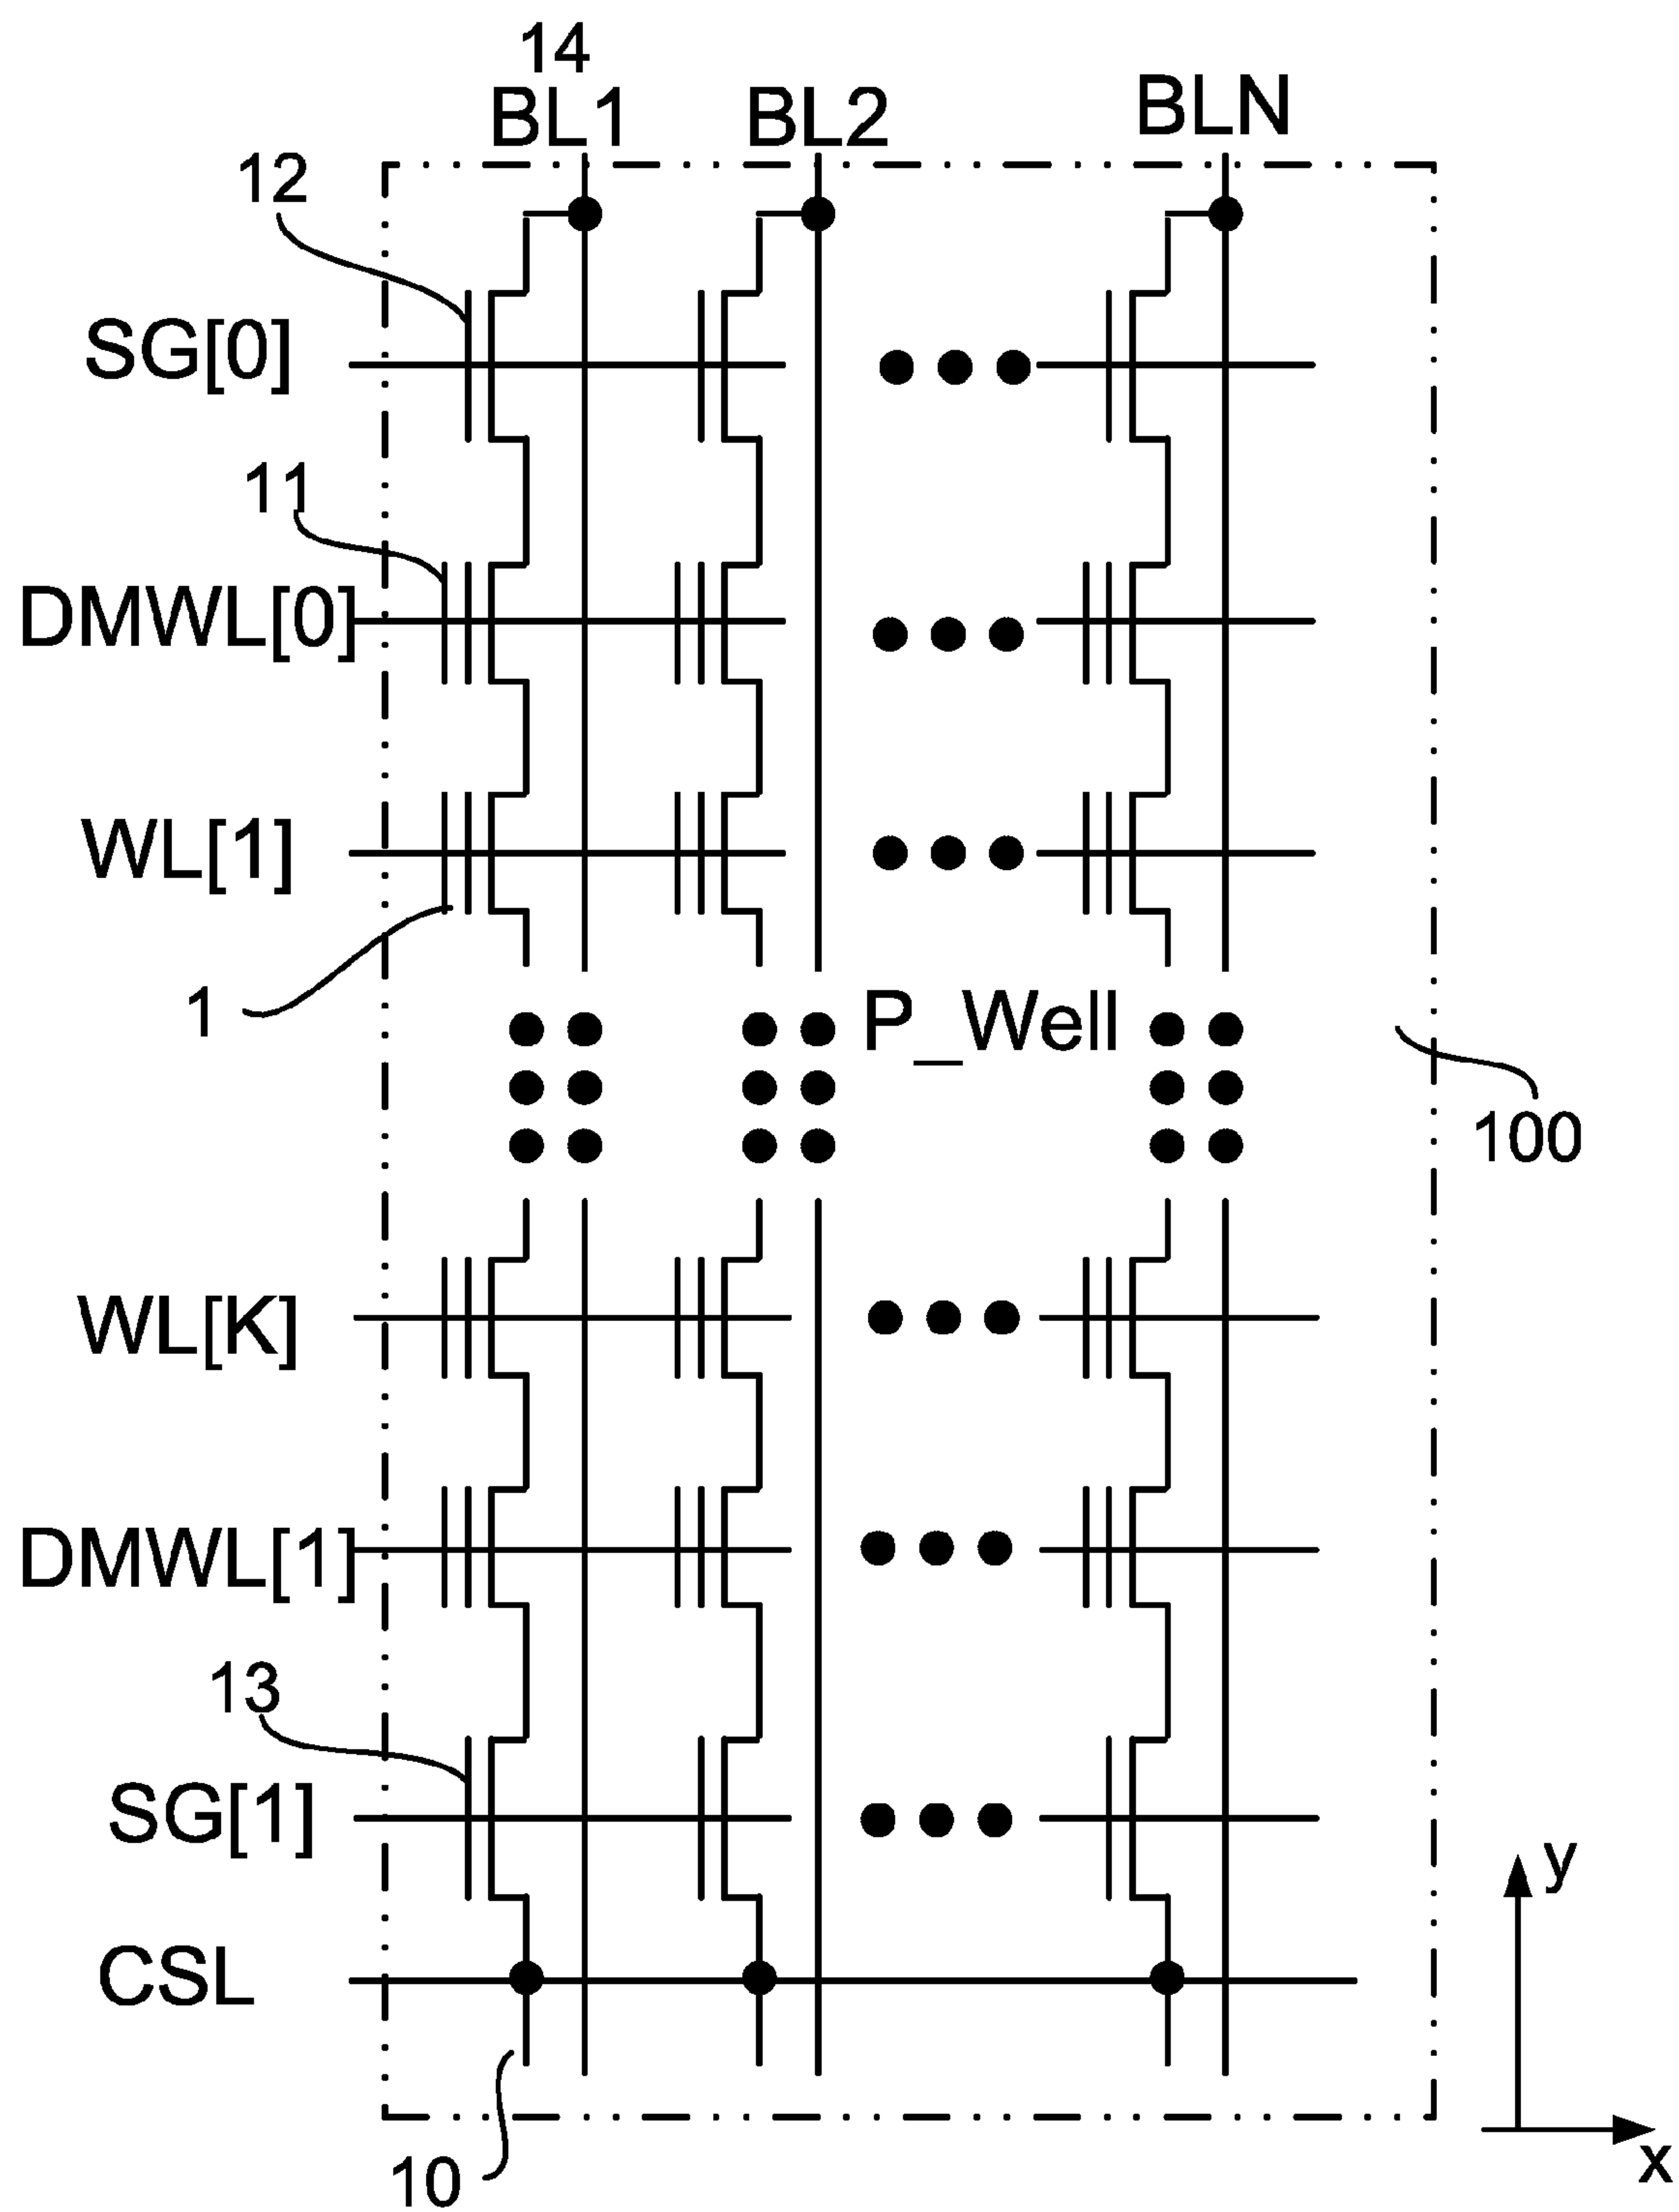 14
BL1 BL2 BLN
12
SG[0]
11
DMWL[0]
WL[1]
1
P_Well
100
WL[K]
DMWL[1]
13
SG[1]
y
CSL
x
10